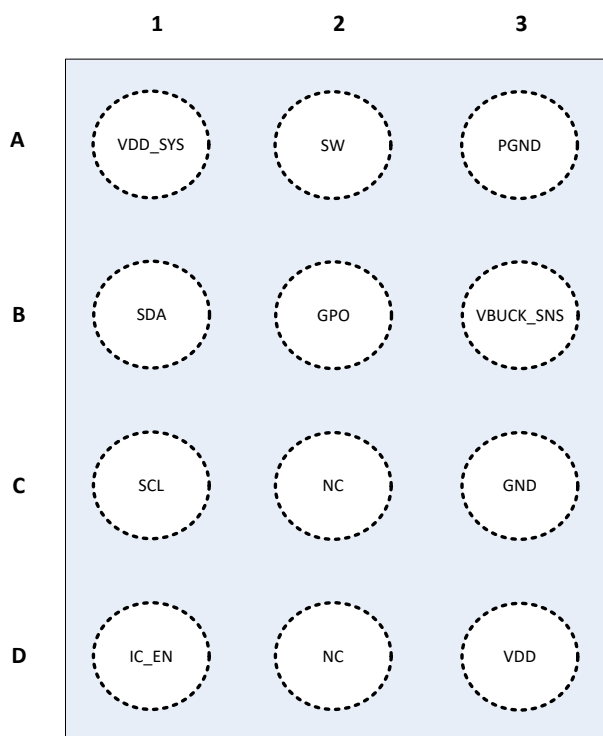 1 2 3
A VDD_SYS SW PGND
B SDA GPO VBUCK_SNS
C SCL NC GND
D IC_EN NC VDD